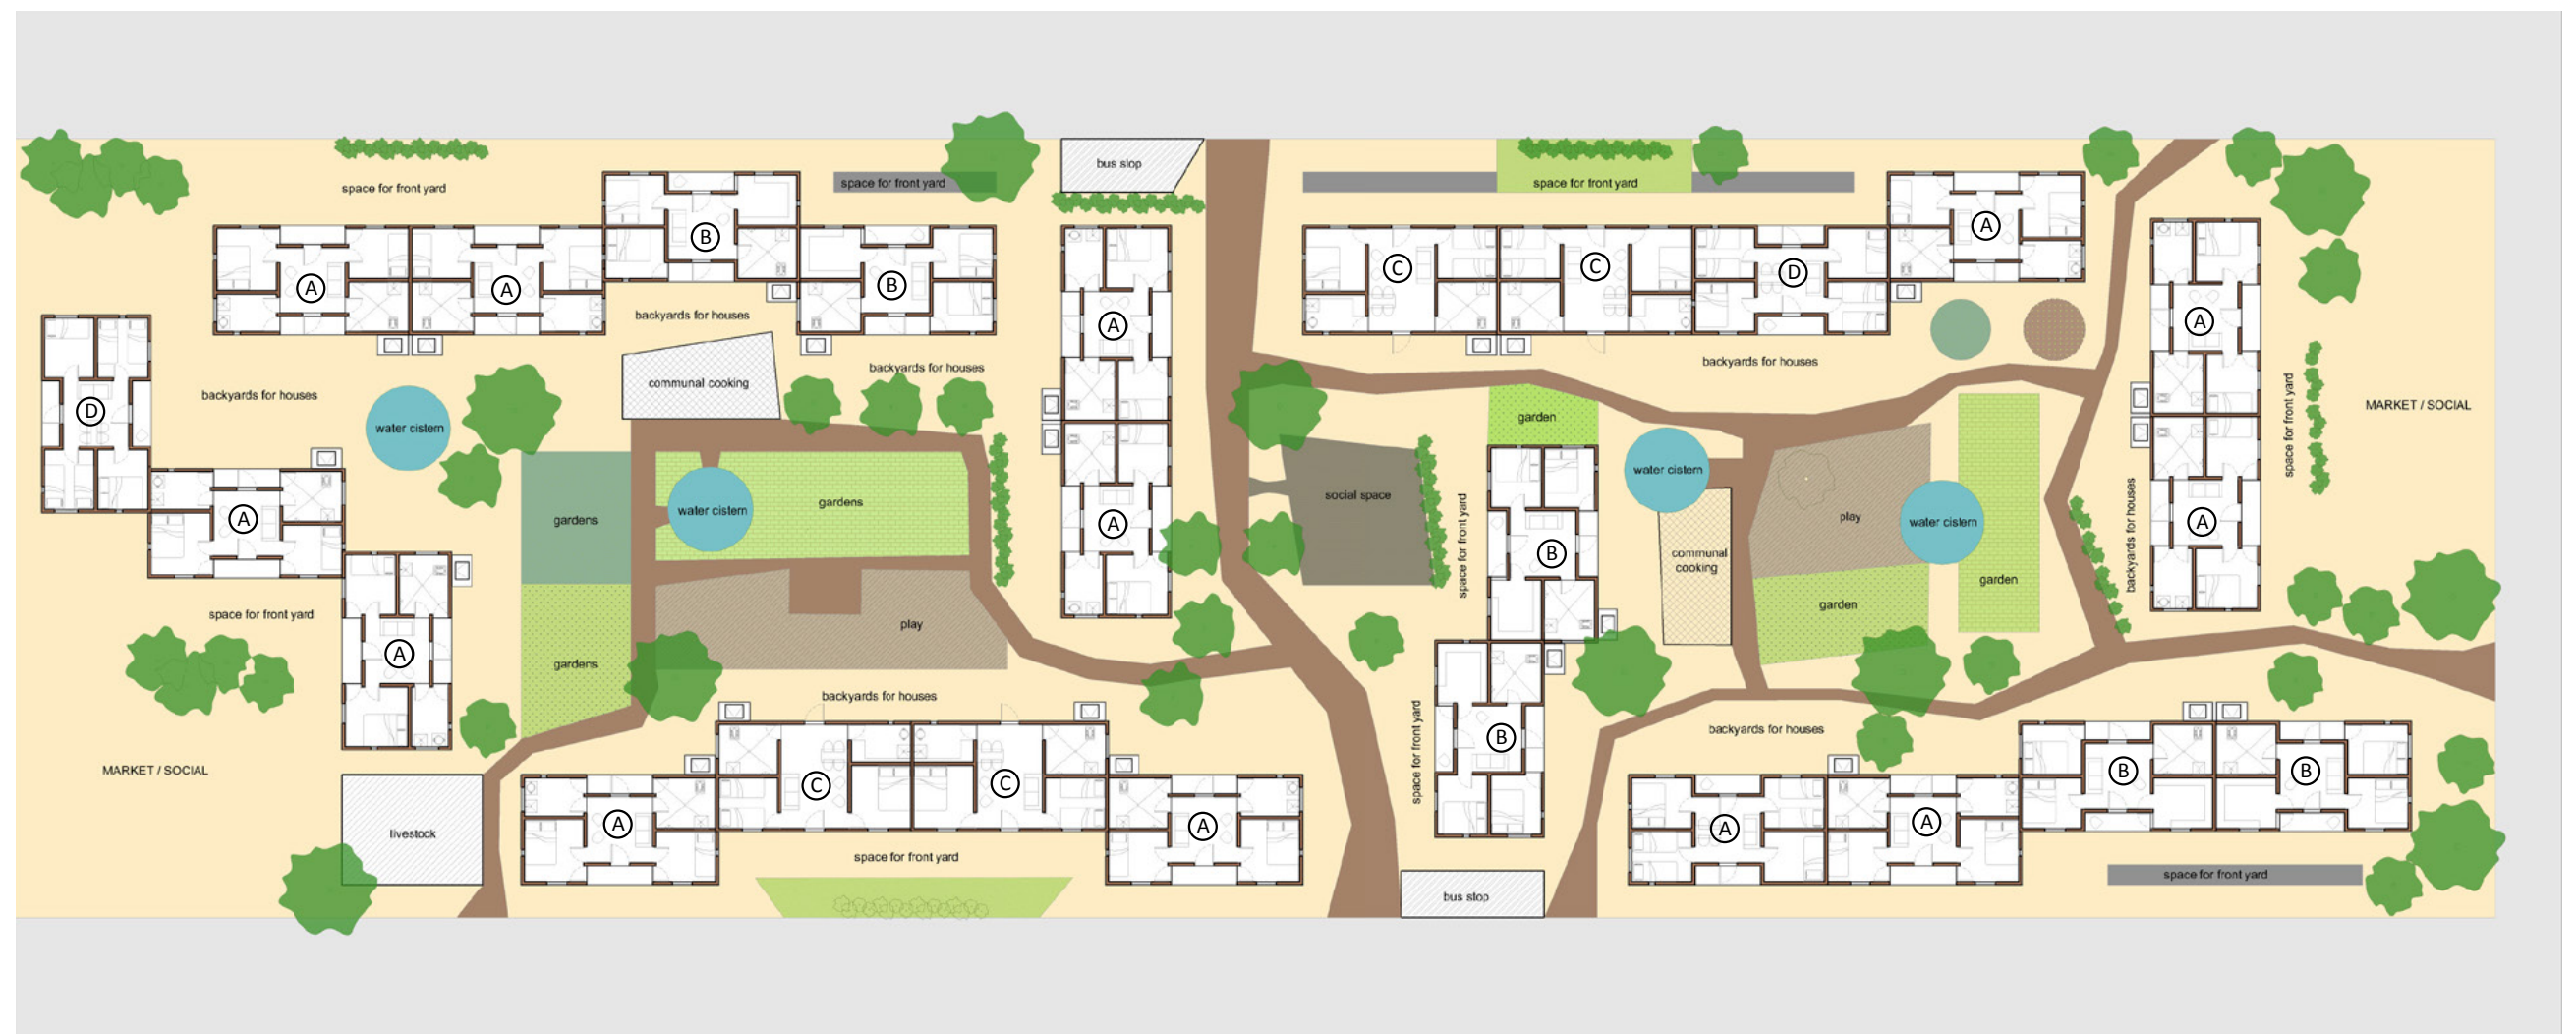 bus stop
space for front yard
space for front yard
space for front yard
B
A
B
C
C
D
A
A
A
backyards for houses
A
A
backyards for houses
backyards for houses
backyards for houses
communal cooking
MARKET / SOCIAL
space for front yard
D
water cistern
garden
water cistern
social space
gardens
water cistern
gardens
play
water cistern
A
A
A
space for front yard
B
communal
cooking
backyards for houses
garden
garden
space for front yard
play
A
gardens
backyards for houses
space for front yard
B
backyards for houses
MARKET / SOCIAL
B
B
livestock
A
C
C
A
A
A
space for front yard
space for front yard
bus stop